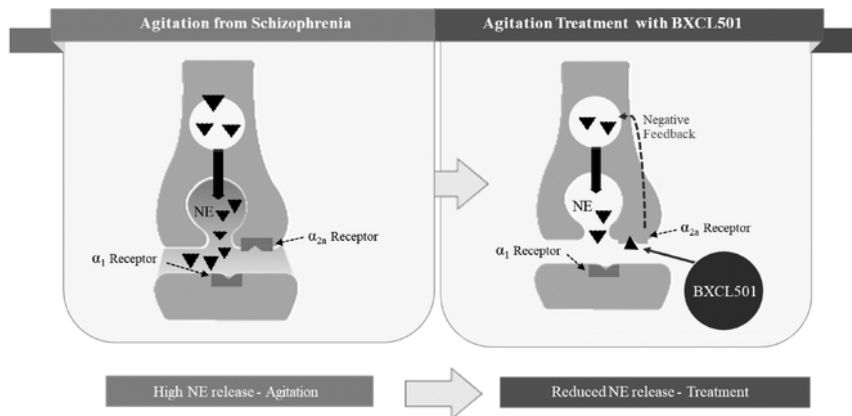 Agitation from Schizophrenia
Agitation Treatment with BXCL501
NE
α2a Receptor
α1 Receptor
Negative
Feedback
NE
α2a Receptor
α1 Receptor
BXCL501
High NE release - Agitation
Reduced NE release - Treatment